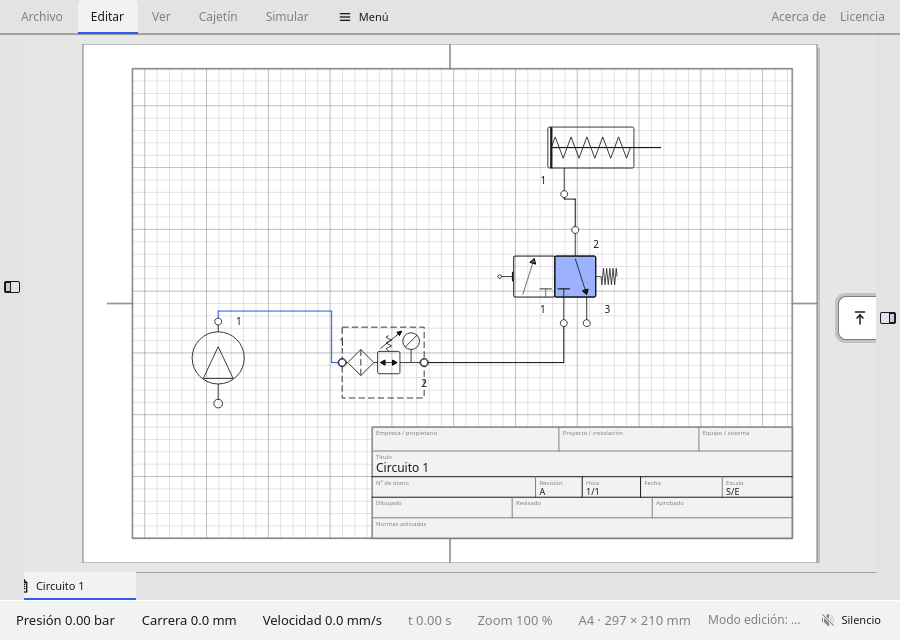 Archivo Editar Ver Cajetín Simular Menú Acerca de Licencia
1
2
1 3
1
1
2
Empresa / propietario Proyecto / instalación Equipo / sistema
Título
Circuito 1
Nº de plano Revisión Hoja Fecha Escala
A 1/1 S/E
Dibujado Revisado Aprobado
Normas aplicadas
Circuito 1
Presión 0.00 bar Carrera 0.0 mm Velocidad 0.0 mm/s t 0.00 s Zoom 100 % A4 · 297 × 210 mm Modo edición: ... Silencio